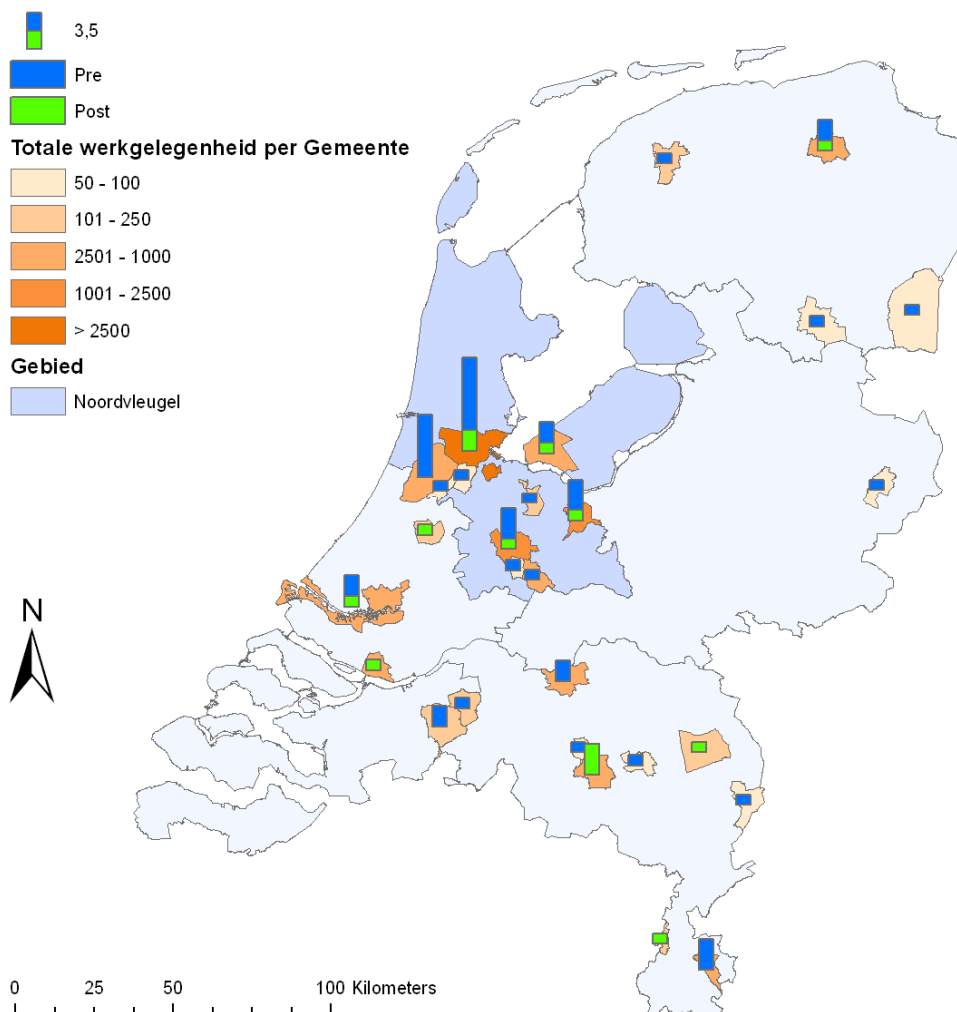 3,5
Pre
Post
Totale werkgelegenheid per Gemeente
50 - 100
101 - 250
2501 - 1000
1001 - 2500
> 2500
Gebied
Noordvleugel
N
0 25 50 100 Kilometers